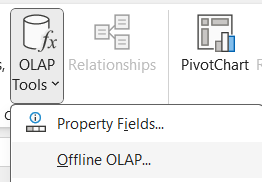 OLAP Tools
Relationships
PivotChart
Property Fields...
Offline OLAP...